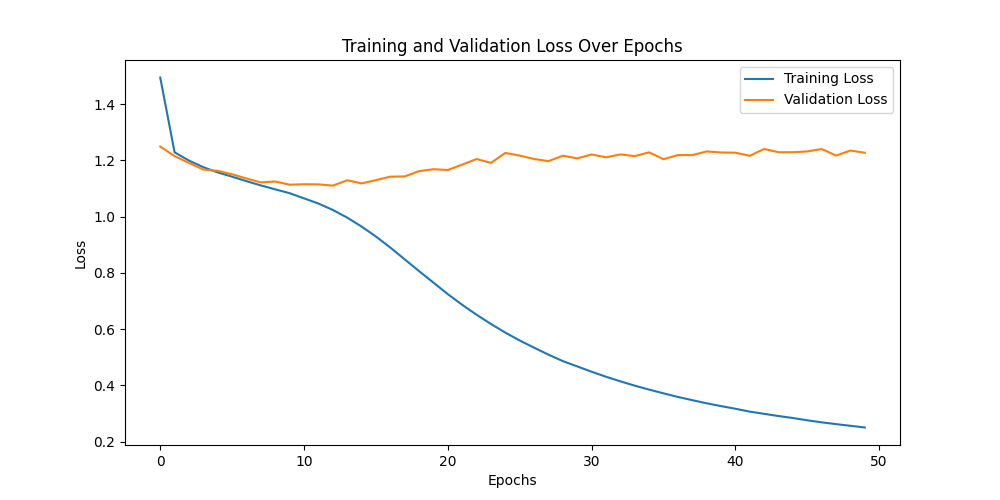 Training and Validation Loss Over Epochs
Training Loss
Validation Loss
1.4
1.2
1.0
0.8
0.6
0.4
0.2
Loss
0 10 20 30 40 50
Epochs